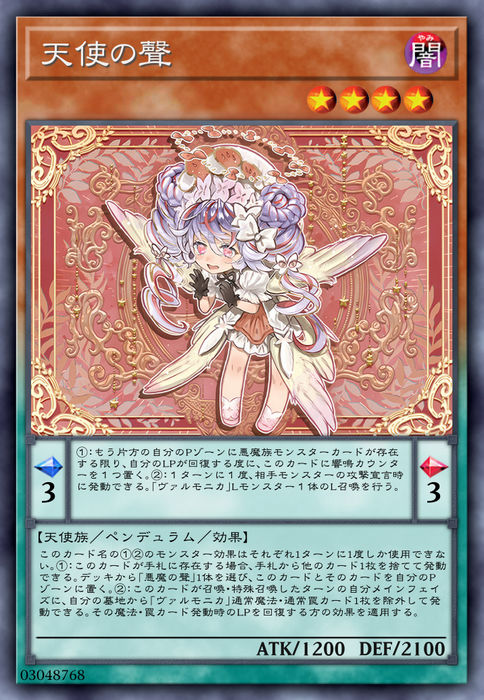 天使の聲
闇
やみ
①:もう片方の自分のPゾーンに悪魔族モンスターカードが存在
する限り、自分のLPが回復する度に、このカードに響鳴カウンタ
ーを1つ置く。②:1ターンに1度、相手モンスターの攻撃宣言時
に発動できる。「ヴァルモニカ」Lモンスター1体のL召喚を行う。
3
3
【天使族/ペンデュラム/効果】
このカード名の①②のモンスター効果はそれぞれ1ターンに1度しか使用できな
い。①:このカードが手札に存在する場合、手札から他のカード1枚を捨てて発動
できる。デッキから「悪魔の聲」1体を選び、このカードとそのカードを自分のPゾ
ーンに置く。②:このカードが召喚・特殊召喚したターンの自分メインフェイ
ズに、自分の墓地から「ヴァルモニカ」通常魔法・通常罠カード1枚を除外して発
動できる。その魔法・罠カード発動時のLPを回復する方の効果を適用する。
ATK/1200 DEF/2100
03048768